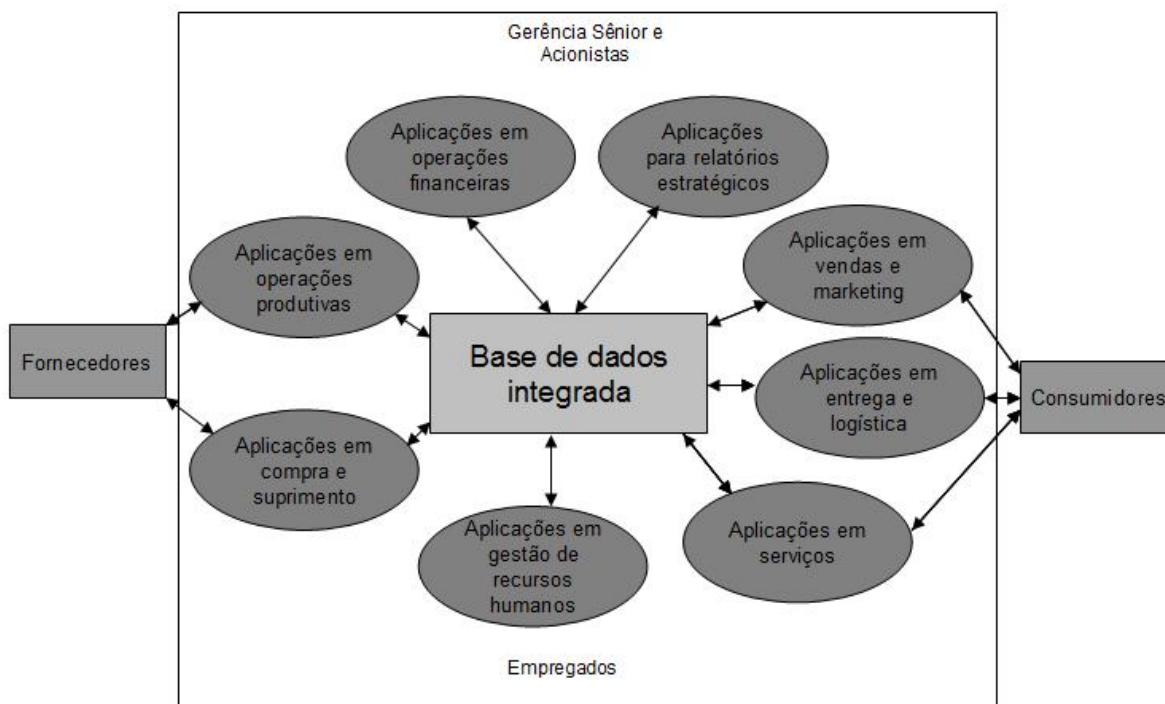 Gerência Sênior e
Acionistas
Aplicações em
operações
financeiras
Aplicações
para relatórios
estratégicos
Aplicações em
operações
produtivas
Aplicações em
vendas e
marketing
Fornecedores
Base de dados
integrada
Aplicações em
entrega e
logística
Consumidores
Aplicações em
compra e
suprimento
Aplicações em
gestão de
recursos
humanos
Aplicações em
serviços
Empregados